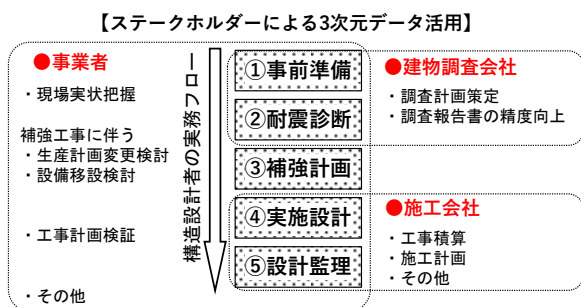 【ステークホルダーによる3次元データ活用】
●事業者
・現場実状把握
補強工事に伴う
・生産計画変更検討
・設備移設検討
・工事計画検証
・その他
構造設計者の実務フロー
①事前準備
②耐震診断
③補強計画
④実施設計
⑤設計監理
●建物調査会社
・調査計画策定
・調査報告書の精度向上
●施工会社
・工事積算
・施工計画
・その他